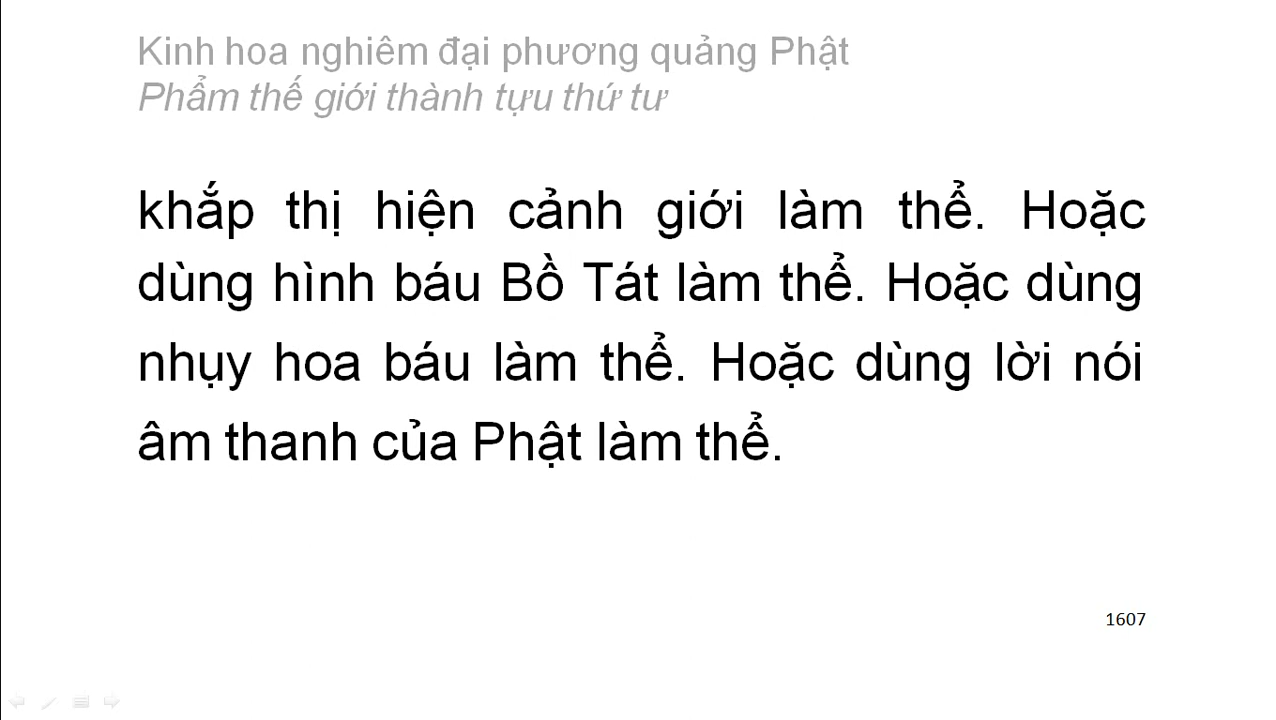 Kinh hoa nghiêm đại phương quảng Phật
Phẩm thế giới thành tựu thứ tư
khắp thị hiện cảnh giới làm thể. Hoặc
dùng hình báu Bồ Tát làm thể. Hoặc dùng
nhụy hoa báu làm thể. Hoặc dùng lời nói
âm thanh của Phật làm thể.
1607